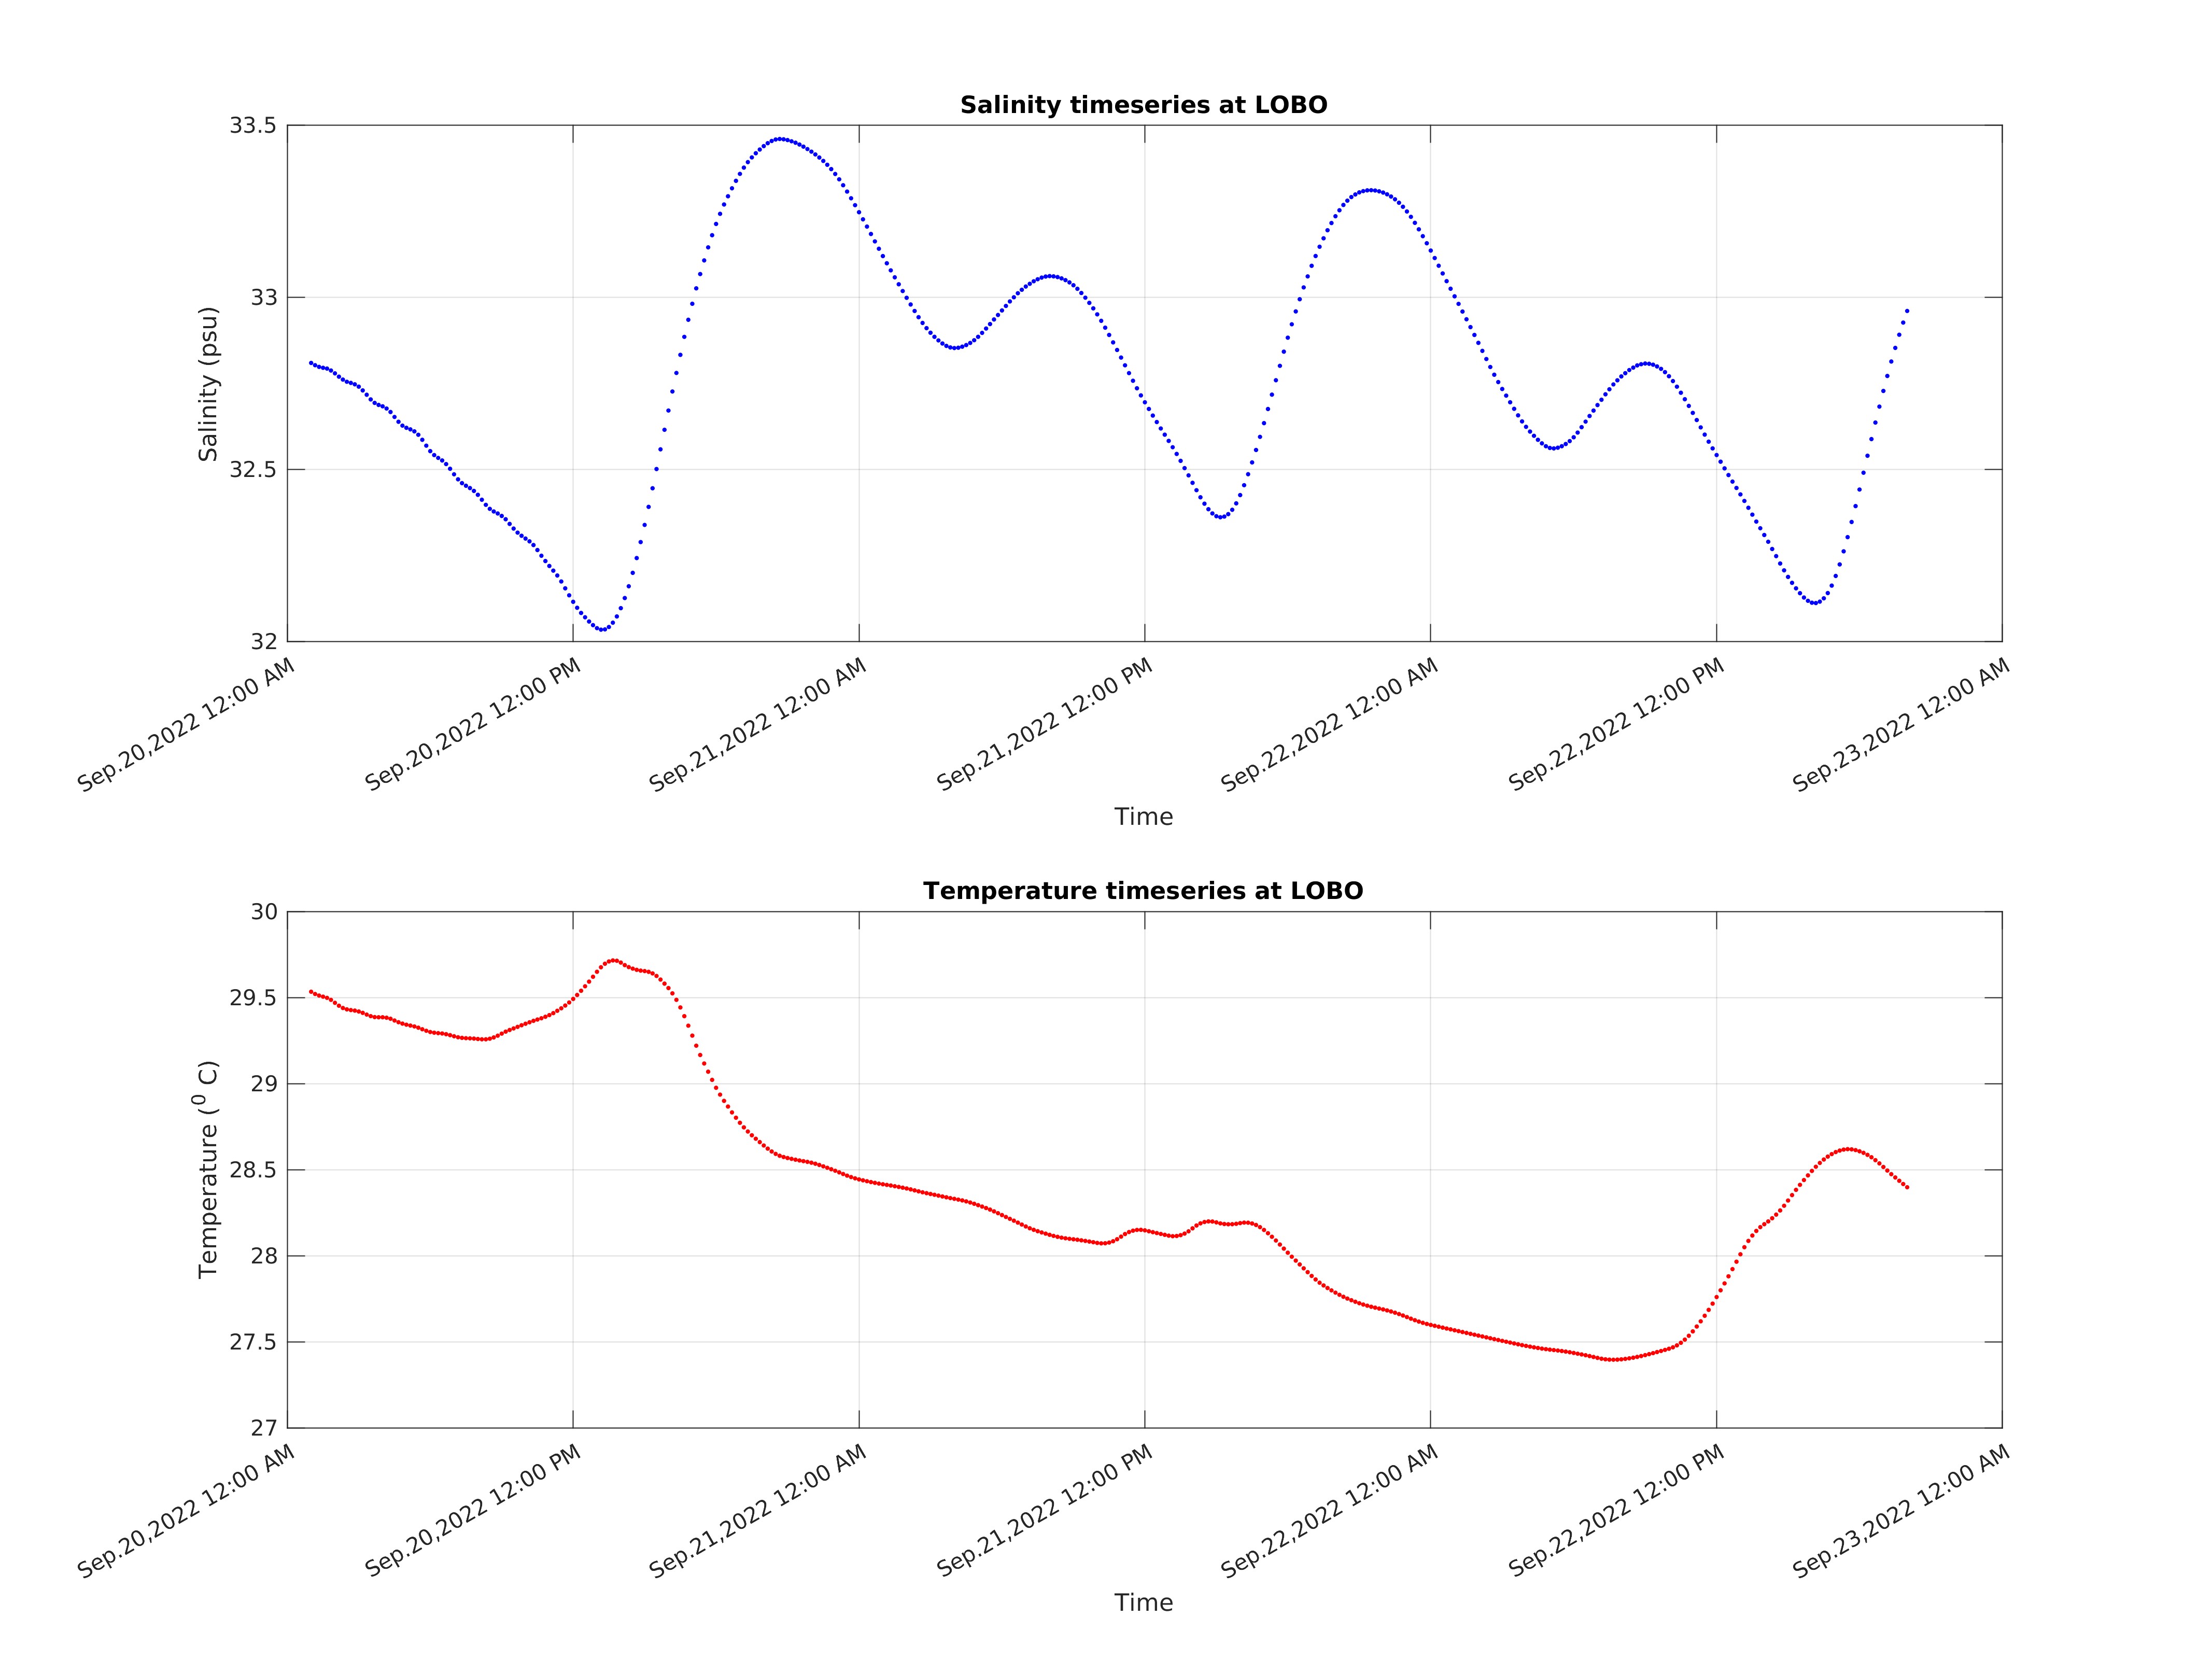 Salinity timeseries at LOBO
33.5
33
32.5
32
Salinity (psu)
Sep.20,2022 12:00 AM
Sep.20,2022 12:00 PM
Sep.21,2022 12:00 AM
Sep.21,2022 12:00 PM
Sep.22,2022 12:00 AM
Sep.22,2022 12:00 PM
Sep.23,2022 12:00 AM
Time
Temperature timeseries at LOBO
30
29.5
29
28.5
28
27.5
27
Temperature (⁰ C)
Sep.20,2022 12:00 AM
Sep.20,2022 12:00 PM
Sep.21,2022 12:00 AM
Sep.21,2022 12:00 PM
Sep.22,2022 12:00 AM
Sep.22,2022 12:00 PM
Sep.23,2022 12:00 AM
Time